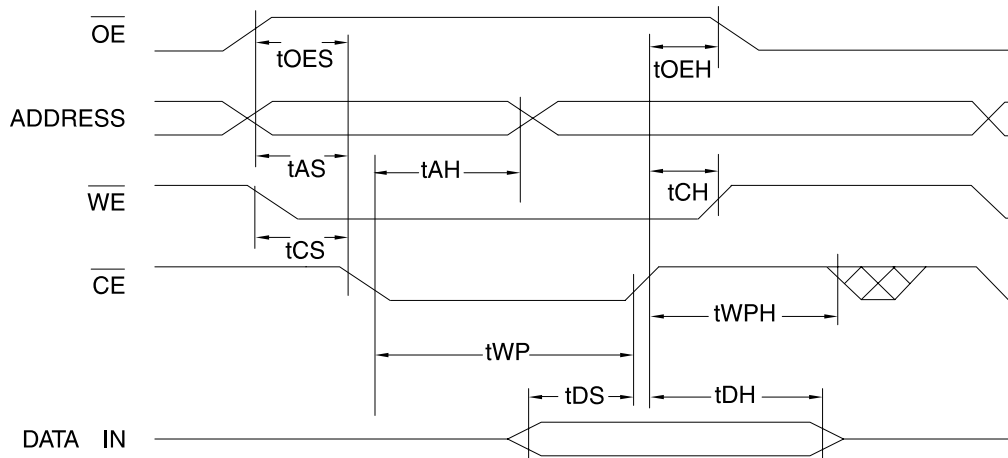 OE
tOES
tOEH
ADDRESS
tAS
tAH
tCH
WE
tCS
CE
tWPH
tWP
tDS
tDH
DATA IN